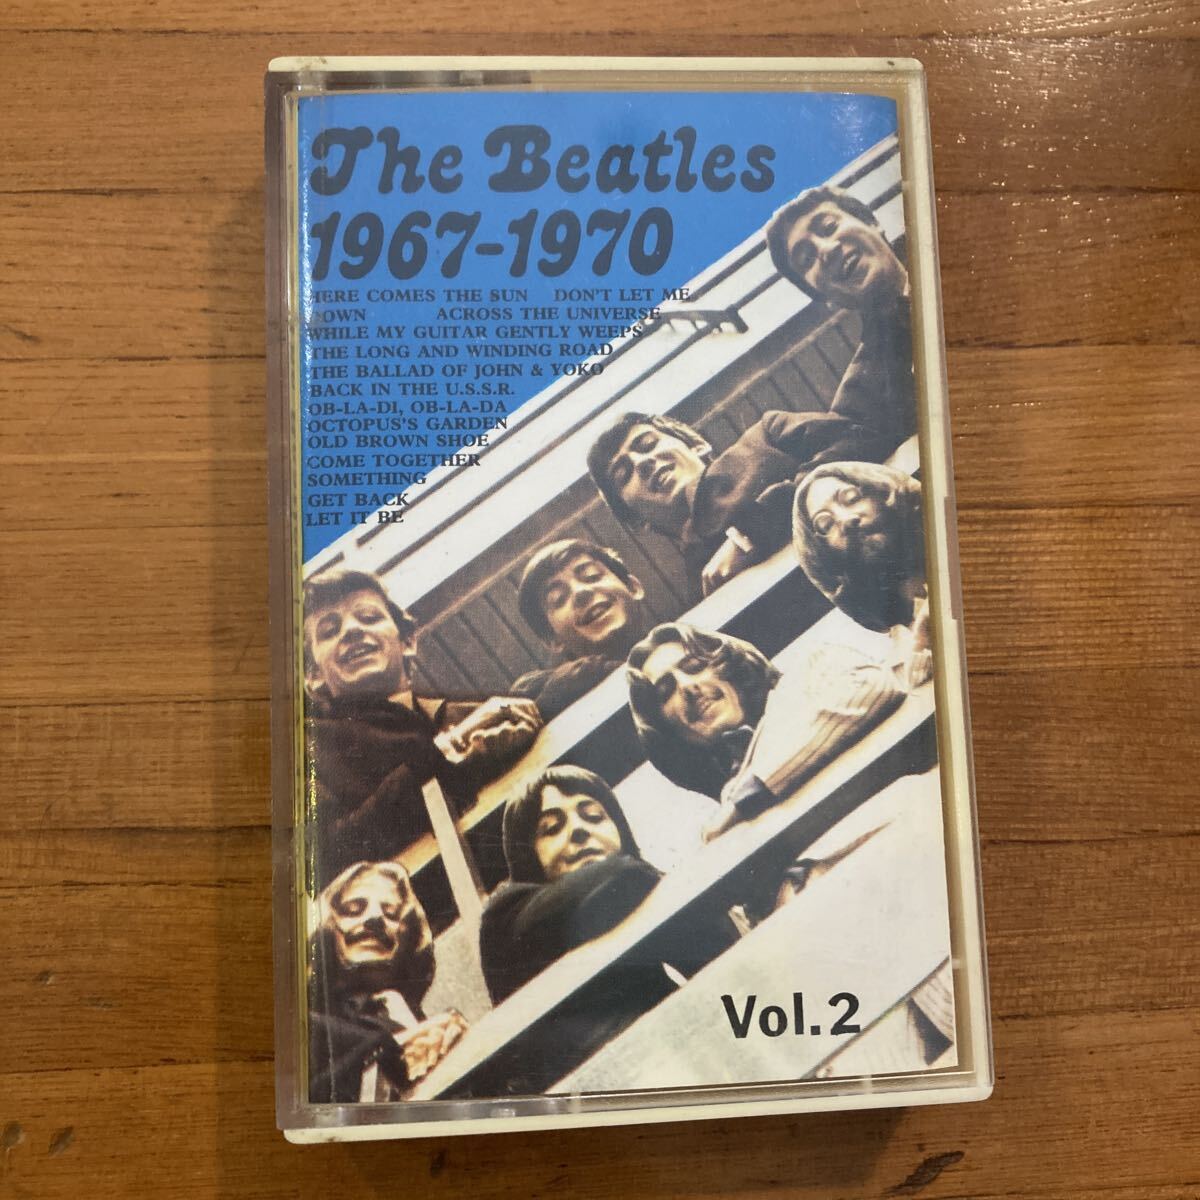 The Beatles
1967-1970
HERE COMES THE SUN DON'T LET ME
DOWN ACROSS THE UNIVERSE
WHILE MY GUITAR GENTLY WEEPS
THE LONG AND WINDING ROAD
THE BALLAD OF JOHN & YOKO
BACK IN THE U.S.S.R.
OB-LA-DI, OB-LA-DA
OCTOPUS'S GARDEN
OLD BROWN SHOE
COME TOGETHER
SOMETHING
GET BACK
LET IT BE
Vol.2